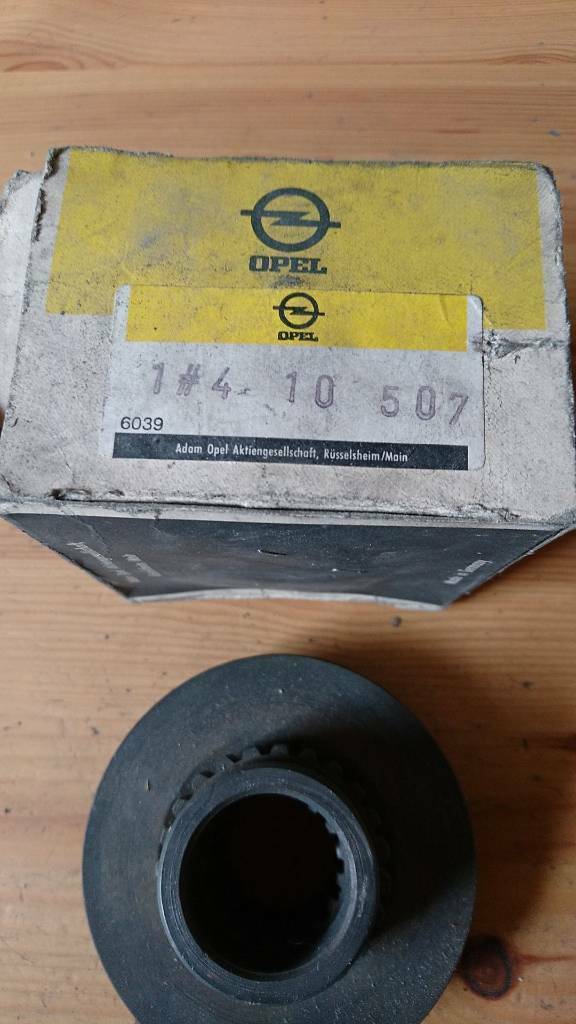 OPEL
OPEL
1#4 10 507
6039
Adam Opel Aktiengesellschaft, Rüsselsheim/Main